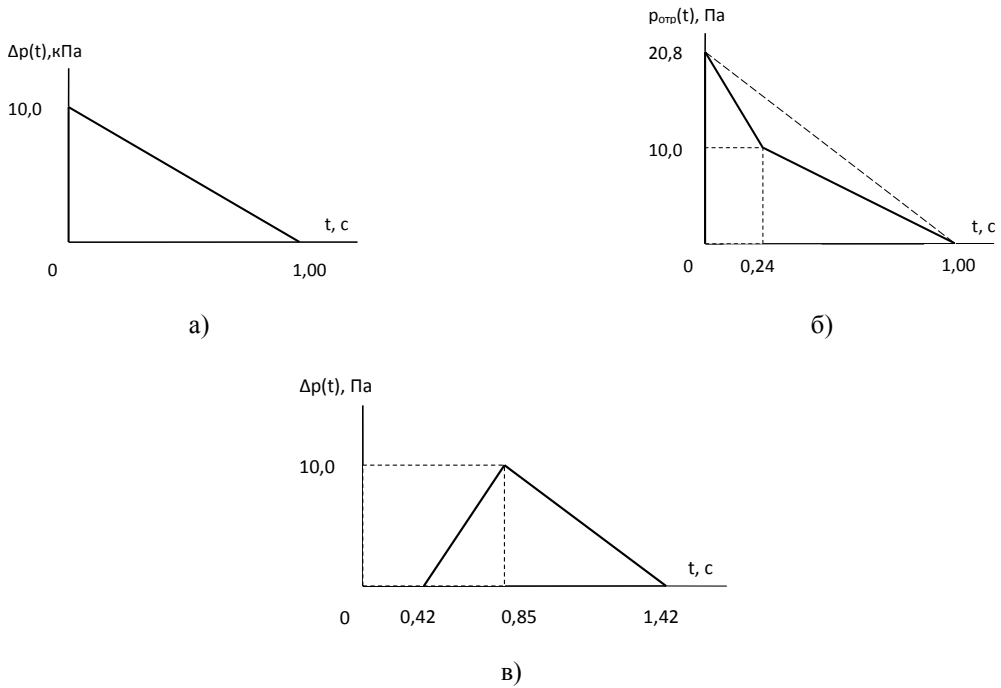 Δp(t),кПа
10,0
t, с
0
1,00
а)
pотр(t), Па
20,8
10,0
t, с
0
0,24
1,00
б)
Δp(t), Па
10,0
t, с
0
0,42
0,85
1,42
в)